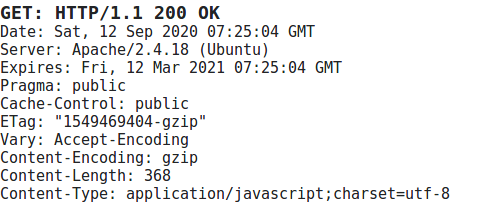 GET: HTTP/1.1 200 OK
Date: Sat, 12 Sep 2020 07:25:04 GMT
Server: Apache/2.4.18 (Ubuntu)
Expires: Fri, 12 Mar 2021 07:25:04 GMT
Pragma: public
Cache-Control: public
ETag: "1549469404-gzip"
Vary: Accept-Encoding
Content-Encoding: gzip
Content-Length: 368
Content-Type: application/javascript;charset=utf-8